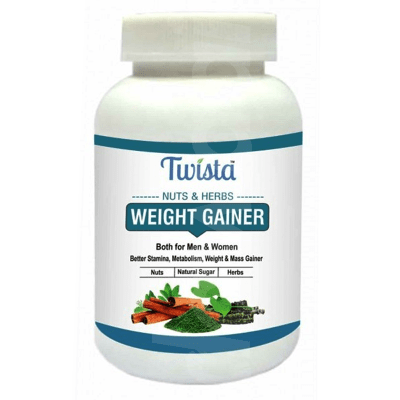 Twista
NUTS & HERBS
WEIGHT GAINER
Both for Men & Women
Better Stamina, Metabolism, Weight & Mass Gainer
Nuts | Natural Sugar | Herbs